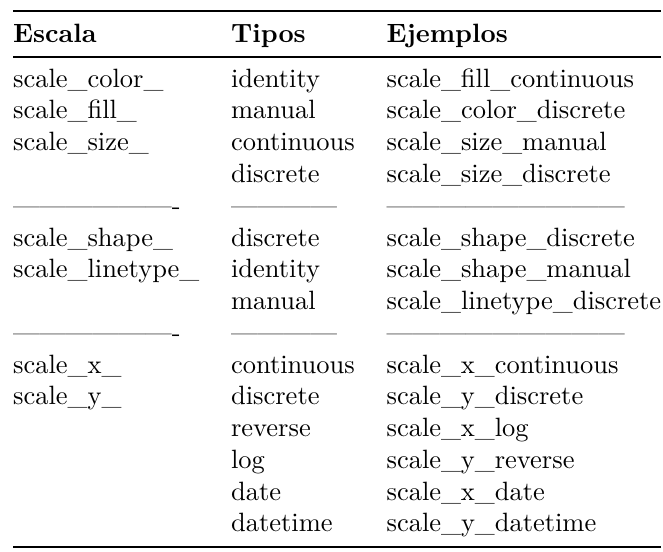 Escala Tipos Ejemplos
scale_color_ identity scale_fill_continuous
scale_fill_ manual scale_color_discrete
scale_size_ continuous scale_size_manual
discrete scale_size_discrete
scale_shape_ discrete scale_shape_discrete
scale_linetype_ identity scale_shape_manual
manual scale_linetype_discrete
scale_x_ continuous scale_x_continuous
scale_y_ discrete scale_y_discrete
reverse scale_x_log
log scale_y_reverse
date scale_x_date
datetime scale_y_datetime